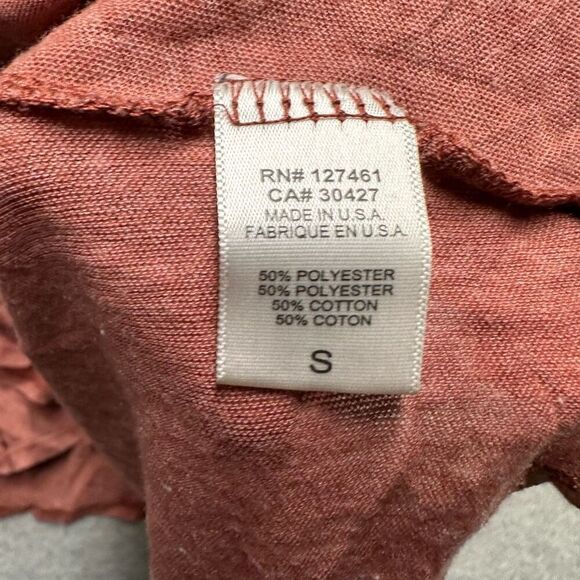 RN# 127461
CA# 30427
MADE IN U.S.A.
FABRIQUE EN U.S.A.
50% POLYESTER
50% POLYESTER
50% COTTON
50% COTON
S